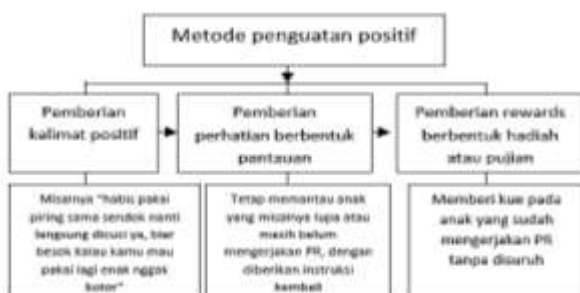 Metode penguatan positif
Pemberian
kalimat positif
Pemberian
perhatian berbentuk
pantauan
Pemberian rewards
berbentuk hadiah
atau pujian
Misalnya "habis pakai
piring sama sendok nanti
langsung dicuci ya, biar
besok kalau kamu mau
pakai lagi enak nggak
kotor"
Tetap memantau anak
yang misalnya lupa atau
masih belum
mengerjakan PR, dengan
diberikan instruksi
kembali
Memberi kue pada
anak yang sudah
mengerjakan PR
tanpa disuruh